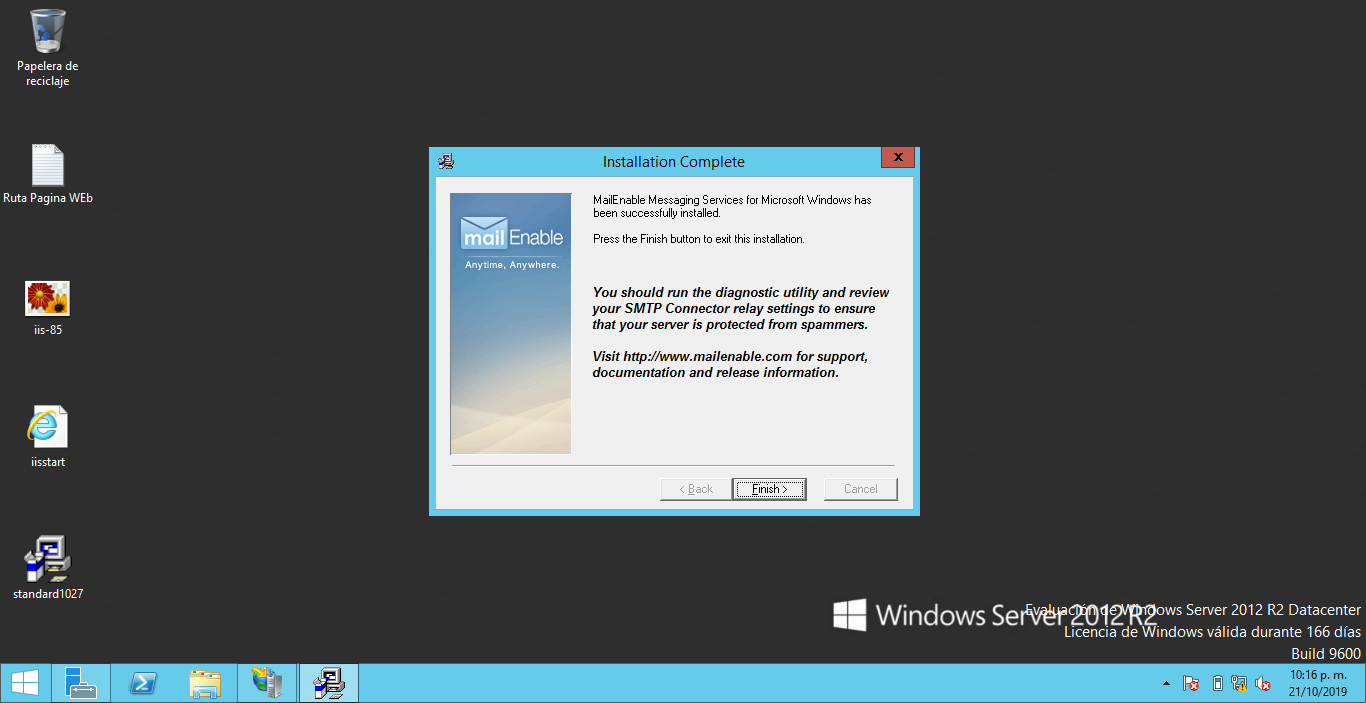 Papelera de
reciclaje
Ruta Pagina WEb
iis-85
iisstart
standard1027
Installation Complete
mailEnable
Anytime, Anywhere.
MailEnable Messaging Services for Microsoft Windows has
been successfully installed.
Press the Finish button to exit this installation.
You should run the diagnostic utility and review
your SMTP Connector relay settings to ensure
that your server is protected from spammers.
Visit http://www.mailenable.com for support,
documentation and release information.
< Back
Finish >
Cancel
Windows Server 2012 R2
Evaluación de Windows Server 2012 R2 Datacenter
Licencia de Windows válida durante 166 días
Build 9600
10:16 p. m.
21/10/2019